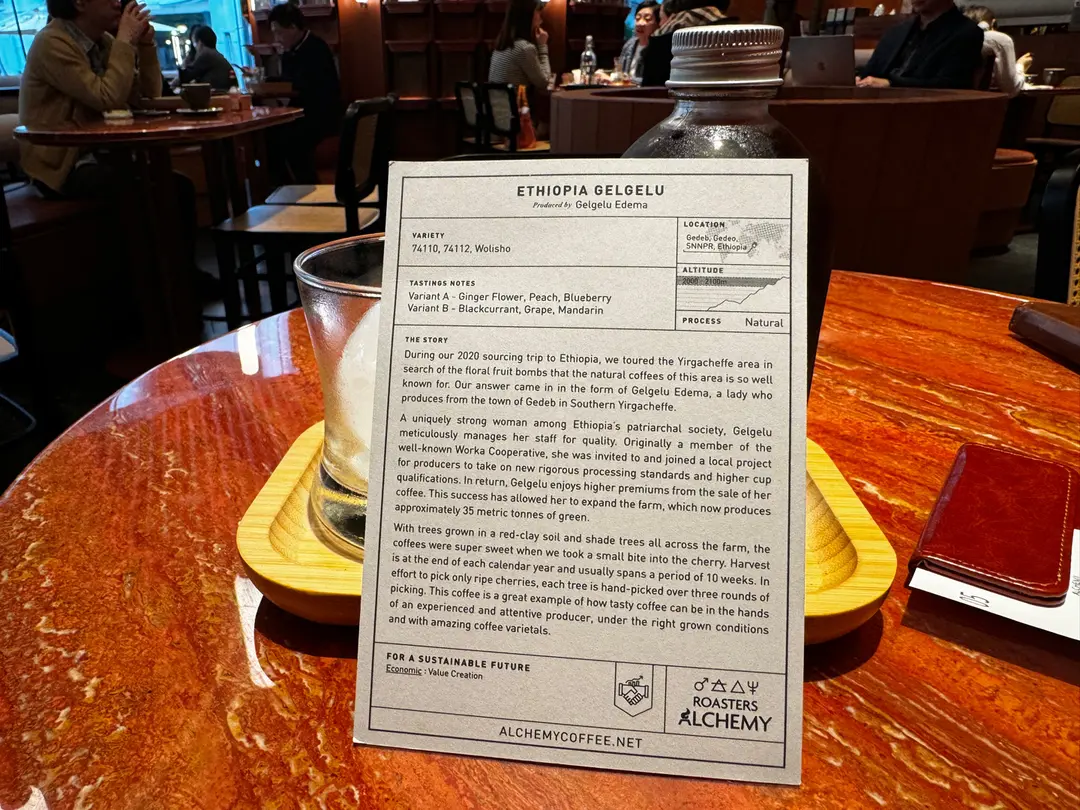 ETHIOPIA GELGELU
Produced by Gelgelu Edema
VARIETY
74110, 74112, Wolisho
LOCATION
Gedeb, Gedeo,
SNNPR, Ethiopia
TASTINGS NOTES
Variant A - Ginger Flower, Peach, Blueberry
Variant B - Blackcurrant, Grape, Mandarin
ALTITUDE
2000 - 2100m
PROCESS Natural
THE STORY
During our 2020 sourcing trip to Ethiopia, we toured the Yirgacheffe area in
search of the floral fruit bombs that the natural coffees of this area is so well
known for. Our answer came in in the form of Gelgelu Edema, a lady who
produces from the town of Gedeb in Southern Yirgacheffe.
A uniquely strong woman among Ethiopia's patriarchal society, Gelgelu
meticulously manages her staff for quality. Originally a member of the
well-known Worka Cooperative, she was invited to and joined a local project
for producers to take on new rigorous processing standards and higher cup
qualifications. In return, Gelgelu enjoys higher premiums from the sale of her
coffee. This success has allowed her to expand the farm, which now produces
approximately 35 metric tonnes of green.
With trees grown in a red-clay soil and shade trees all across the farm, the
coffees were super sweet when we took a small bite into the cherry. Harvest
is at the end of each calendar year and usually spans a period of 10 weeks. In
effort to pick only ripe cherries, each tree is hand-picked over three rounds of
picking. This coffee is a great example of how tasty coffee can be in the hands
of an experienced and attentive producer, under the right grown conditions
and with amazing coffee varietals.
FOR A SUSTAINABLE FUTURE
Economic : Value Creation
ROASTERS
ALCHEMY
ALCHEMYCOFFEE.NET